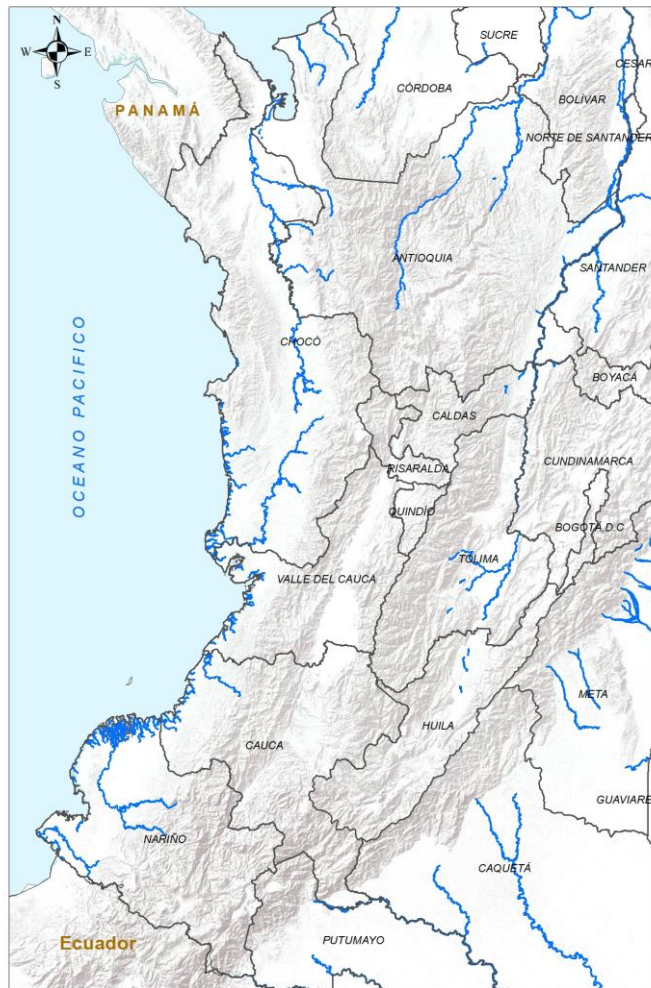 N
W E
S
SUCRE
CESAR
CÓRDOBA
BOLÍVAR
PANAMÁ
NORTE DE SANTANDER
ANTIOQUIA
SANTANDER
OCEANO PACIFICO
CHOCÓ
BOYACÁ
CALDAS
RISARALDA
CUNDINAMARCA
QUINDÍO
BOGOTÁ D.C
TOLIMA
VALLE DEL CAUCA
META
HUILA
CAUCA
GUAVIARE
NARIÑO
CAQUETÁ
Ecuador
PUTUMAYO